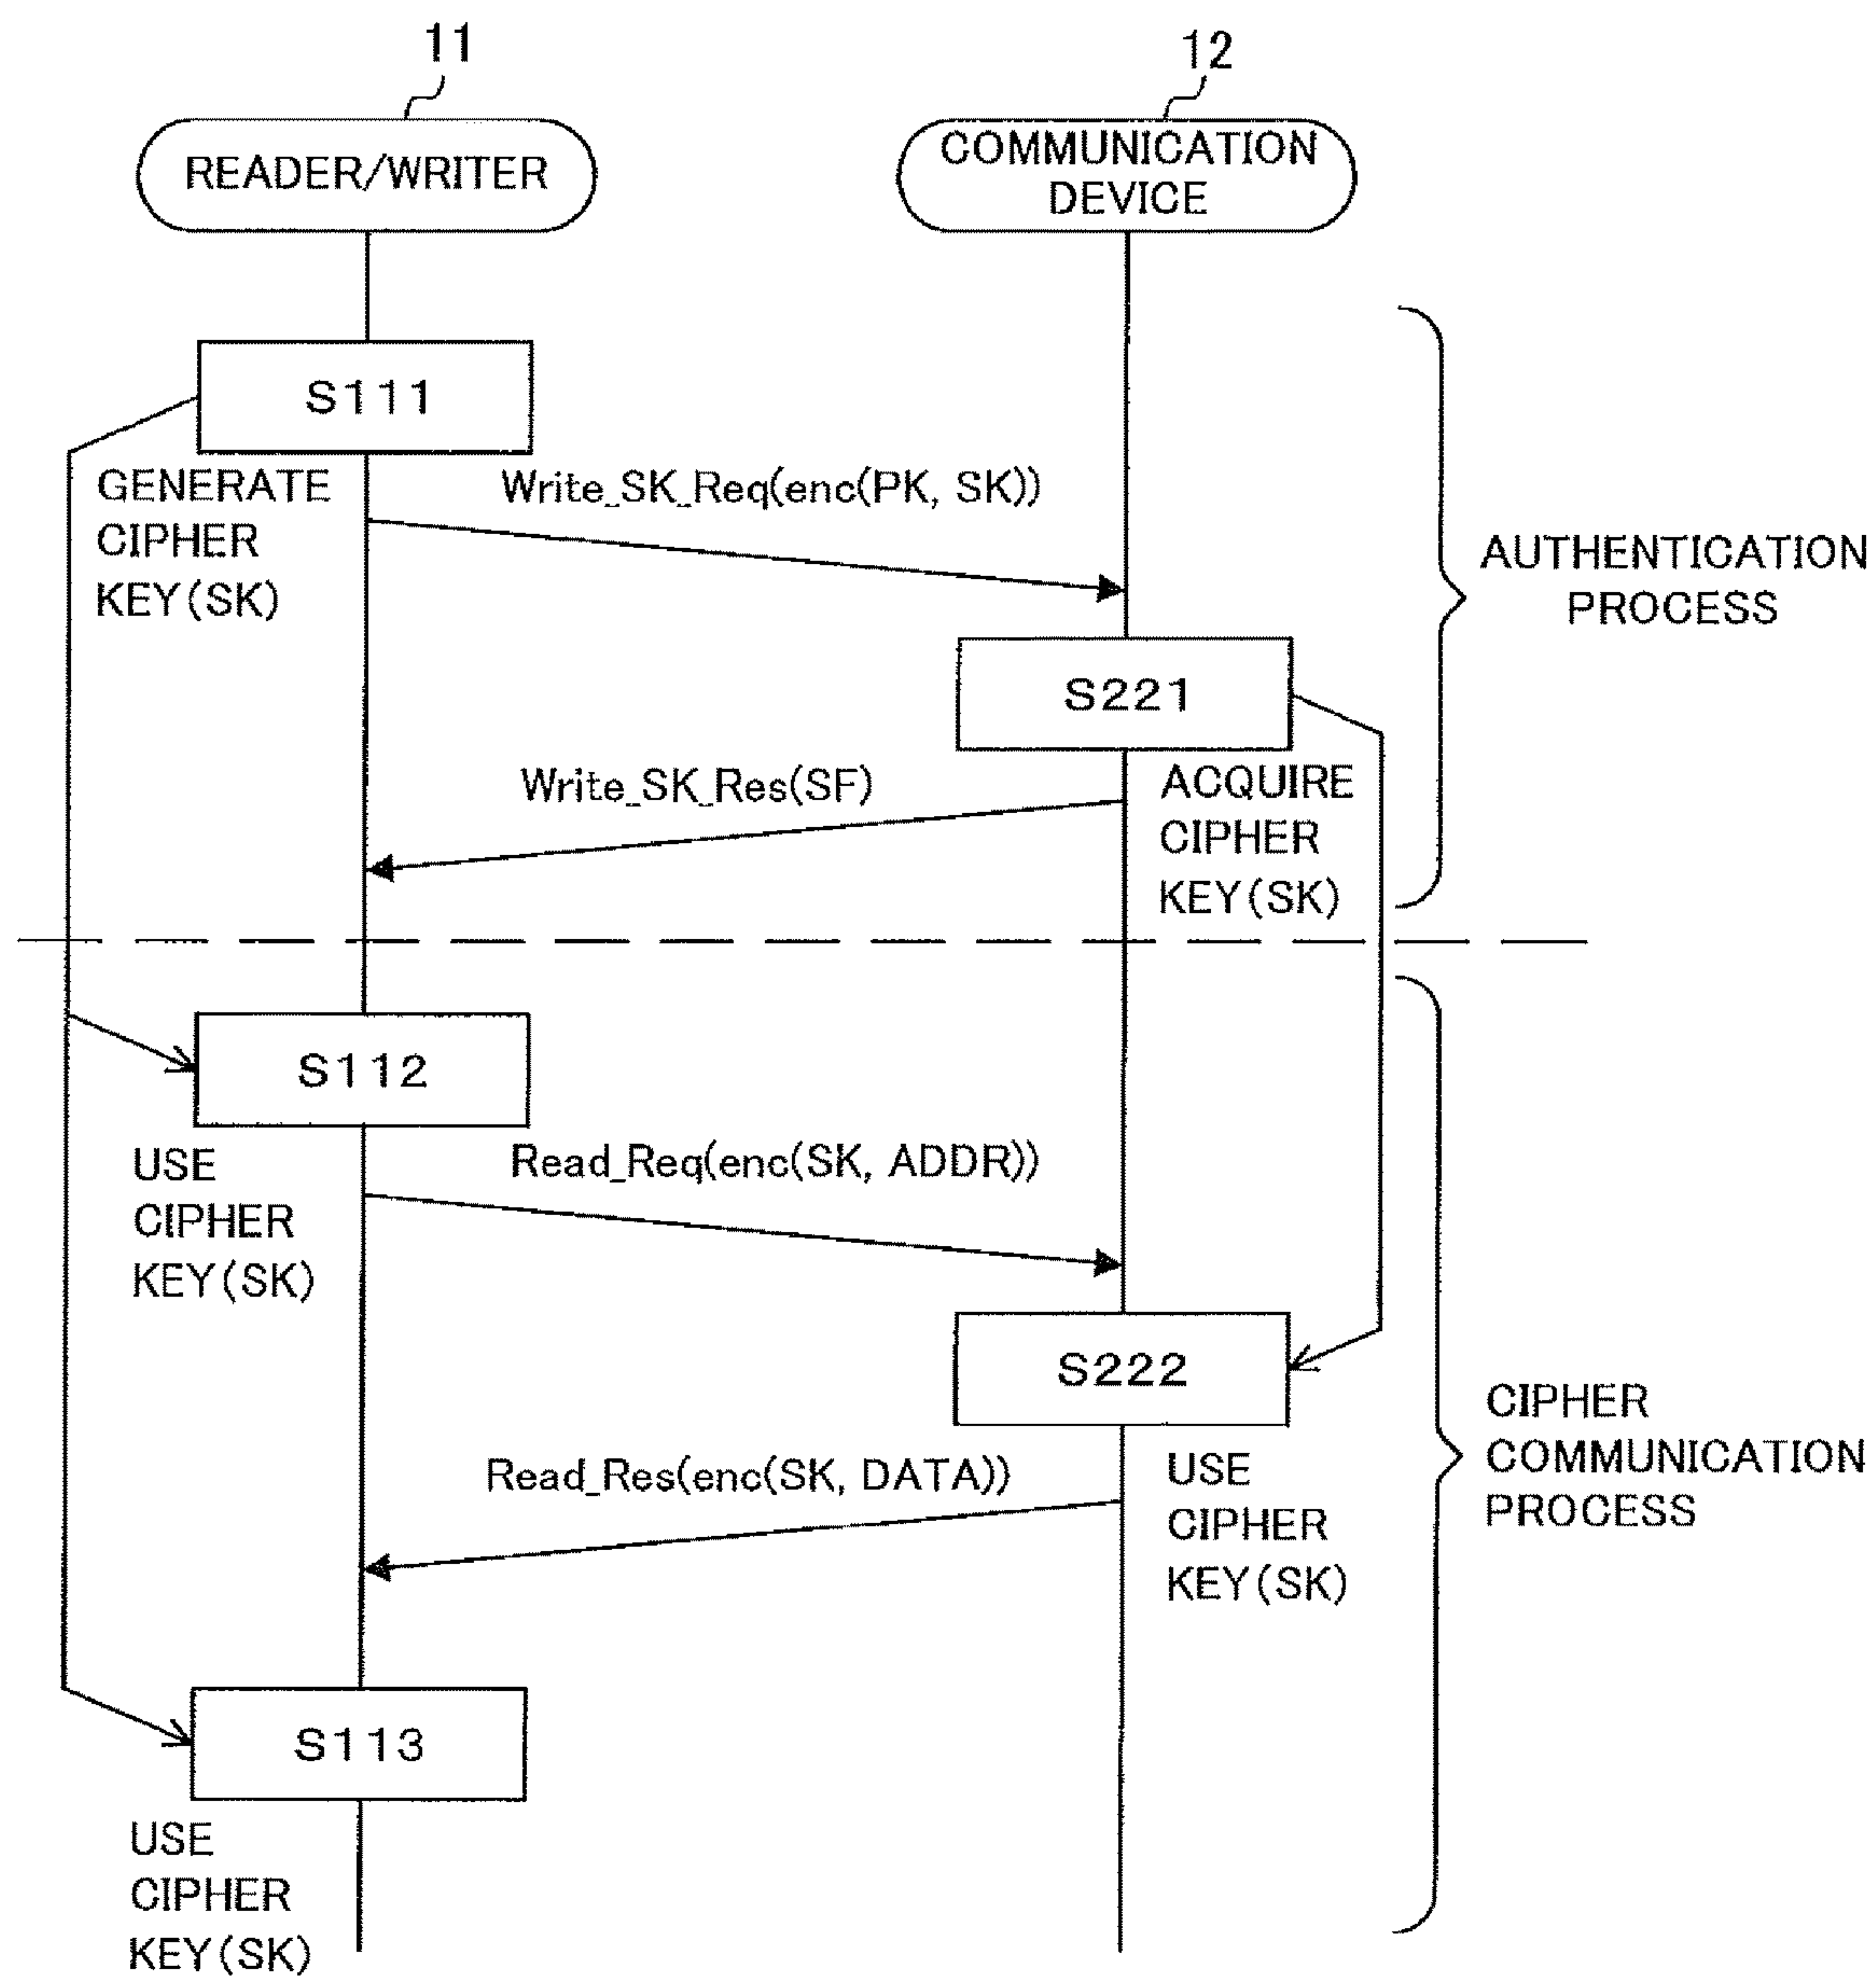 11
12
READER/WRITER
COMMUNICATION
DEVICE
S111
GENERATE
CIPHER
KEY(SK)
Write_SK_Req(enc(PK, SK))
AUTHENTICATION
PROCESS
S221
Write_SK_Res(SF)
ACQUIRE
CIPHER
KEY(SK)
S112
USE
CIPHER
KEY(SK)
Read_Req(enc(SK, ADDR))
S222
Read_Res(enc(SK, DATA))
USE
CIPHER
KEY(SK)
CIPHER
COMMUNICATION
PROCESS
S113
USE
CIPHER
KEY(SK)